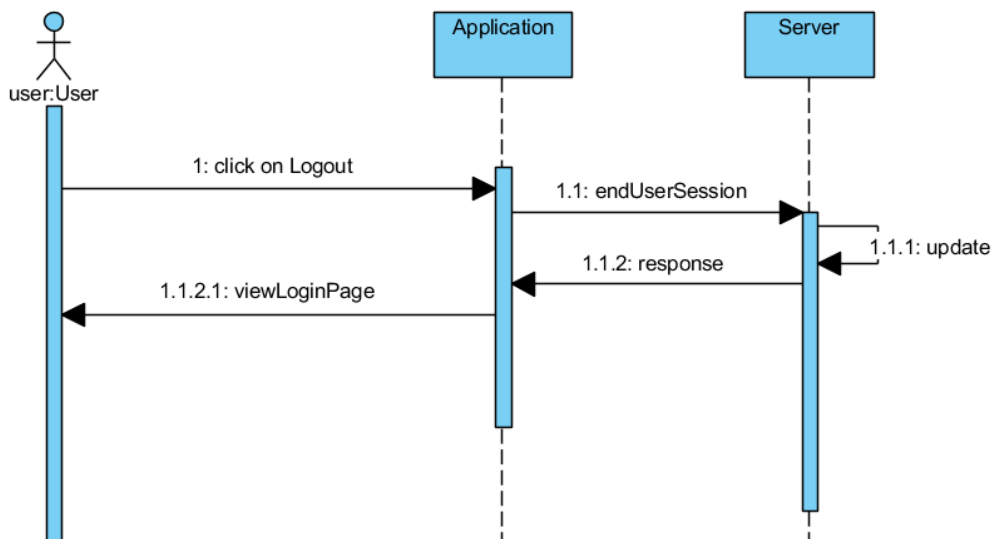 Application
Server
user:User
1: click on Logout
1.1: endUserSession
1.1.1: update
1.1.2: response
1.1.2.1: viewLoginPage